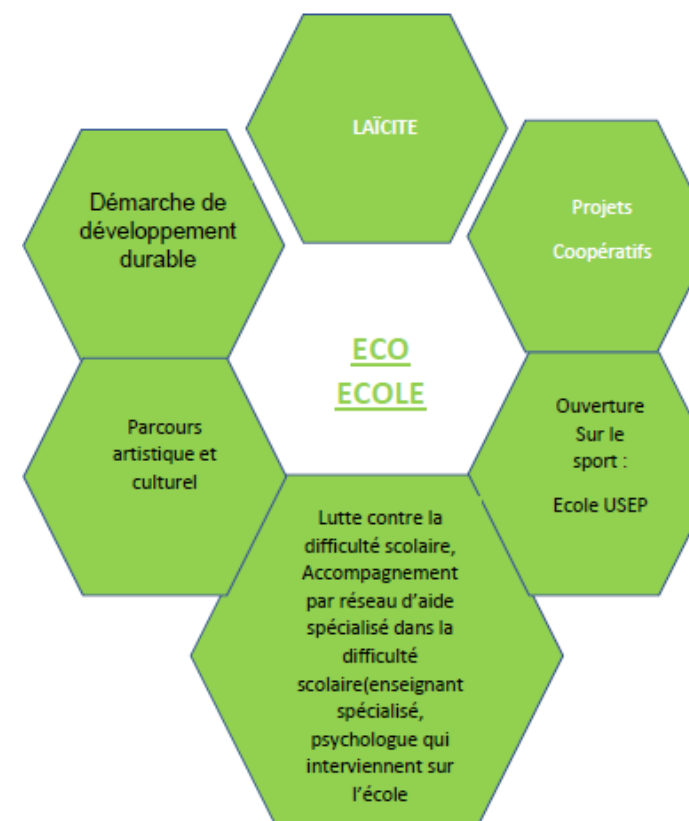 LAÏCITE
Démarche de
développement
durable
Projets
Coopératifs
ECO
ECOLE
Parcours
artistique et
culturel
Ouverture
Sur le
sport :
Ecole USEP
Lutte contre la
difficulté scolaire,
Accompagnement
par réseau d'aide
spécialisé dans la
difficulté
scolaire(enseignant
spécialisé,
psychologue qui
interviennent sur
l'école